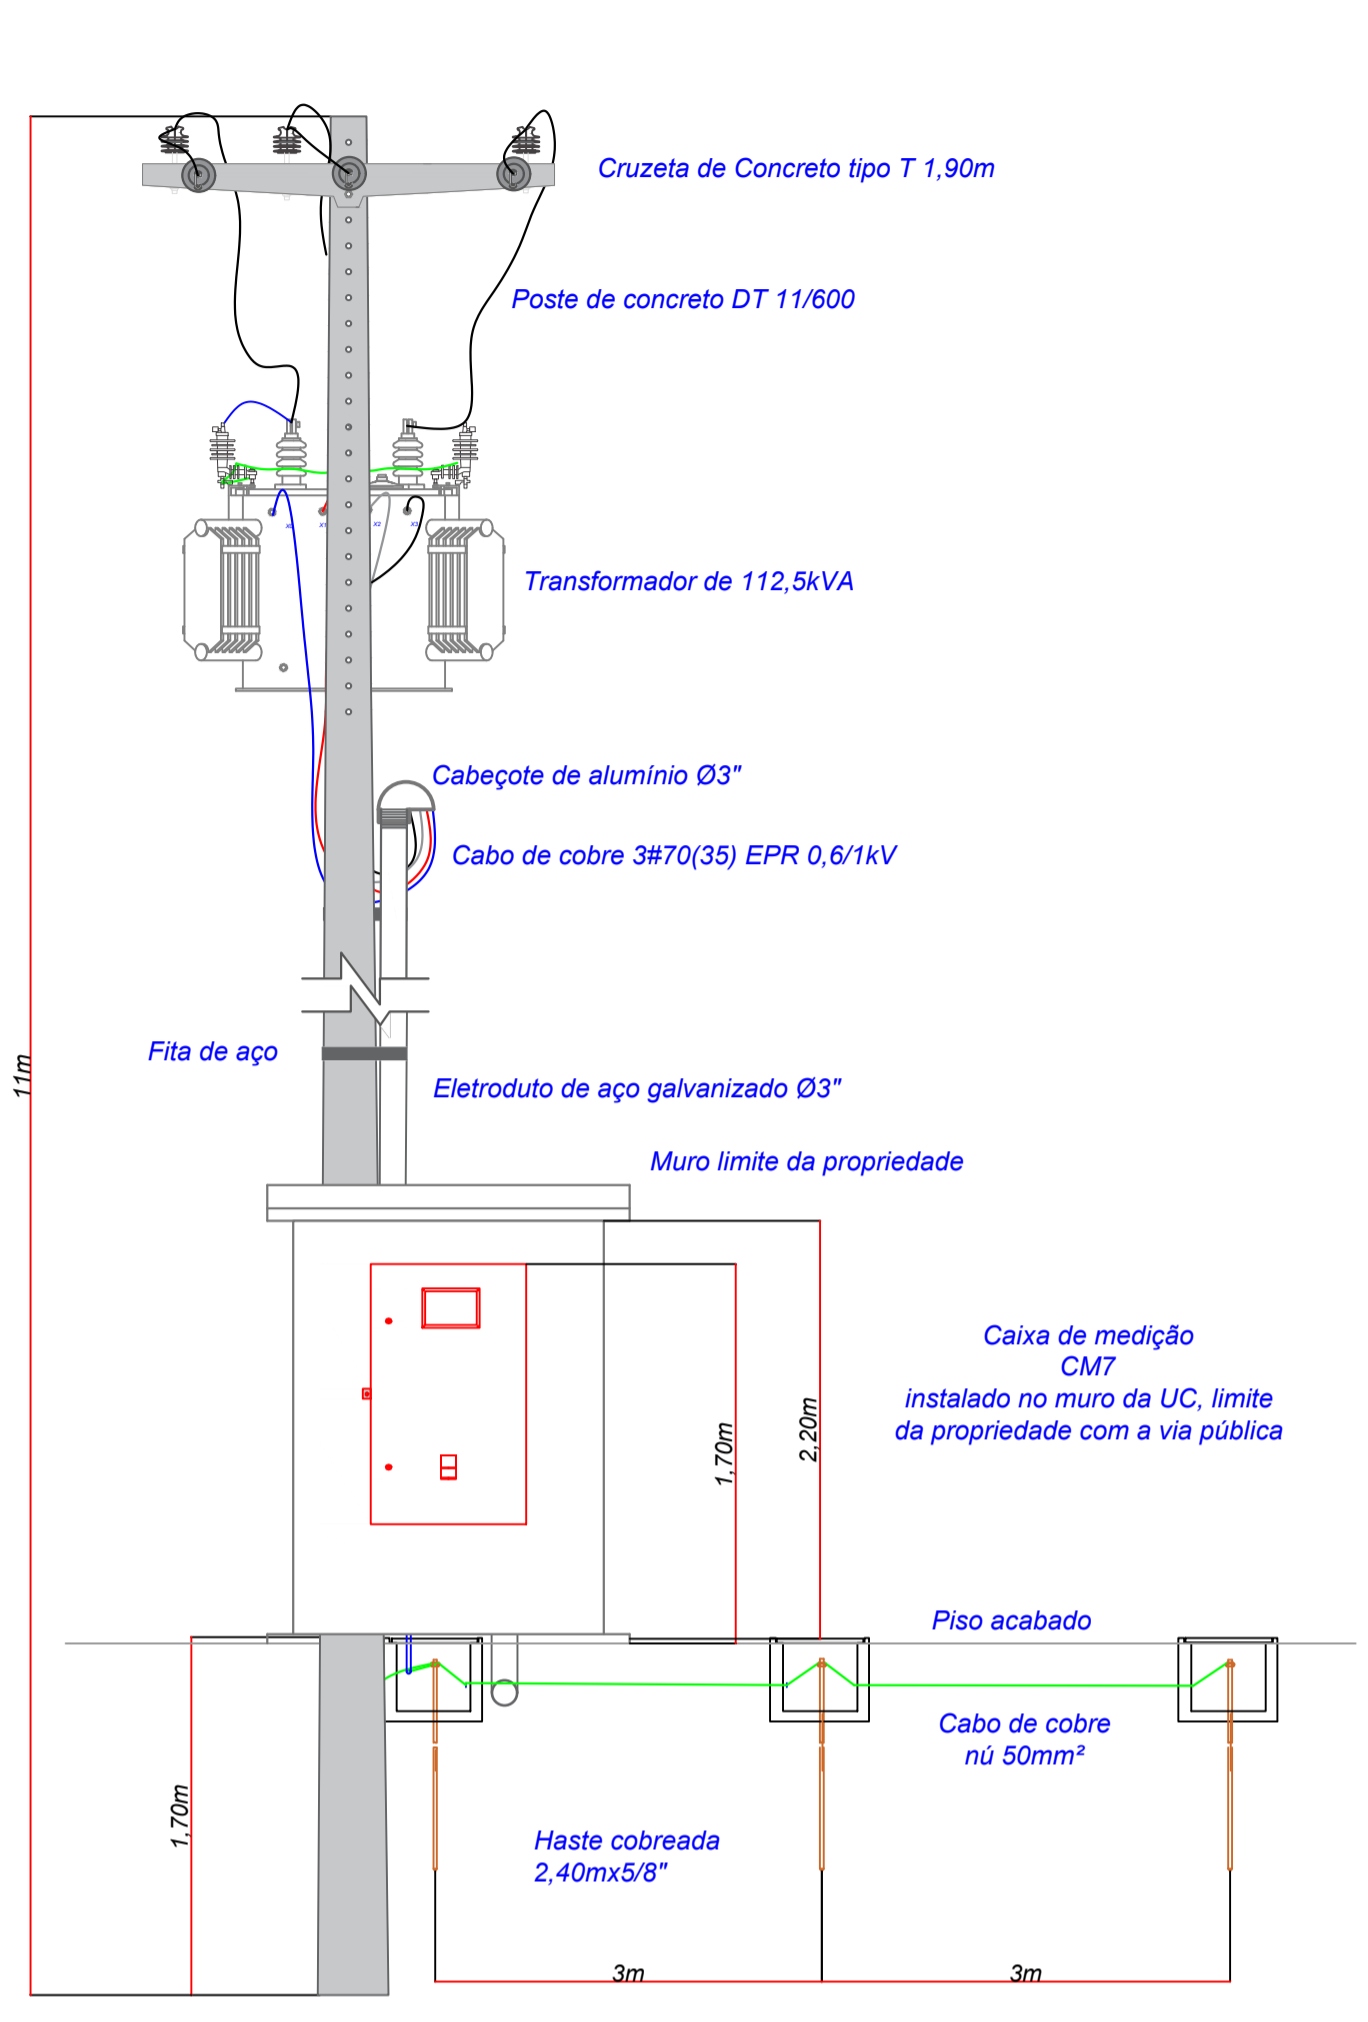 Cruzeta de Concreto tipo T 1,90m
Poste de concreto DT 11/600
X0 X1 X2 X3
Transformador de 112,5kVA
Cabeçote de alumínio Ø3"
Cabo de cobre 3#70(35) EPR 0,6/1kV
Fita de aço
11m
Eletroduto de aço galvanizado Ø3"
Muro limite da propriedade
Caixa de medição
CM7
instalado no muro da UC, limite
da propriedade com a via pública
1,70m
2,20m
Piso acabado
Cabo de cobre
nú 50mm²
1,70m
Haste cobreada
2,40mx5/8"
3m
3m